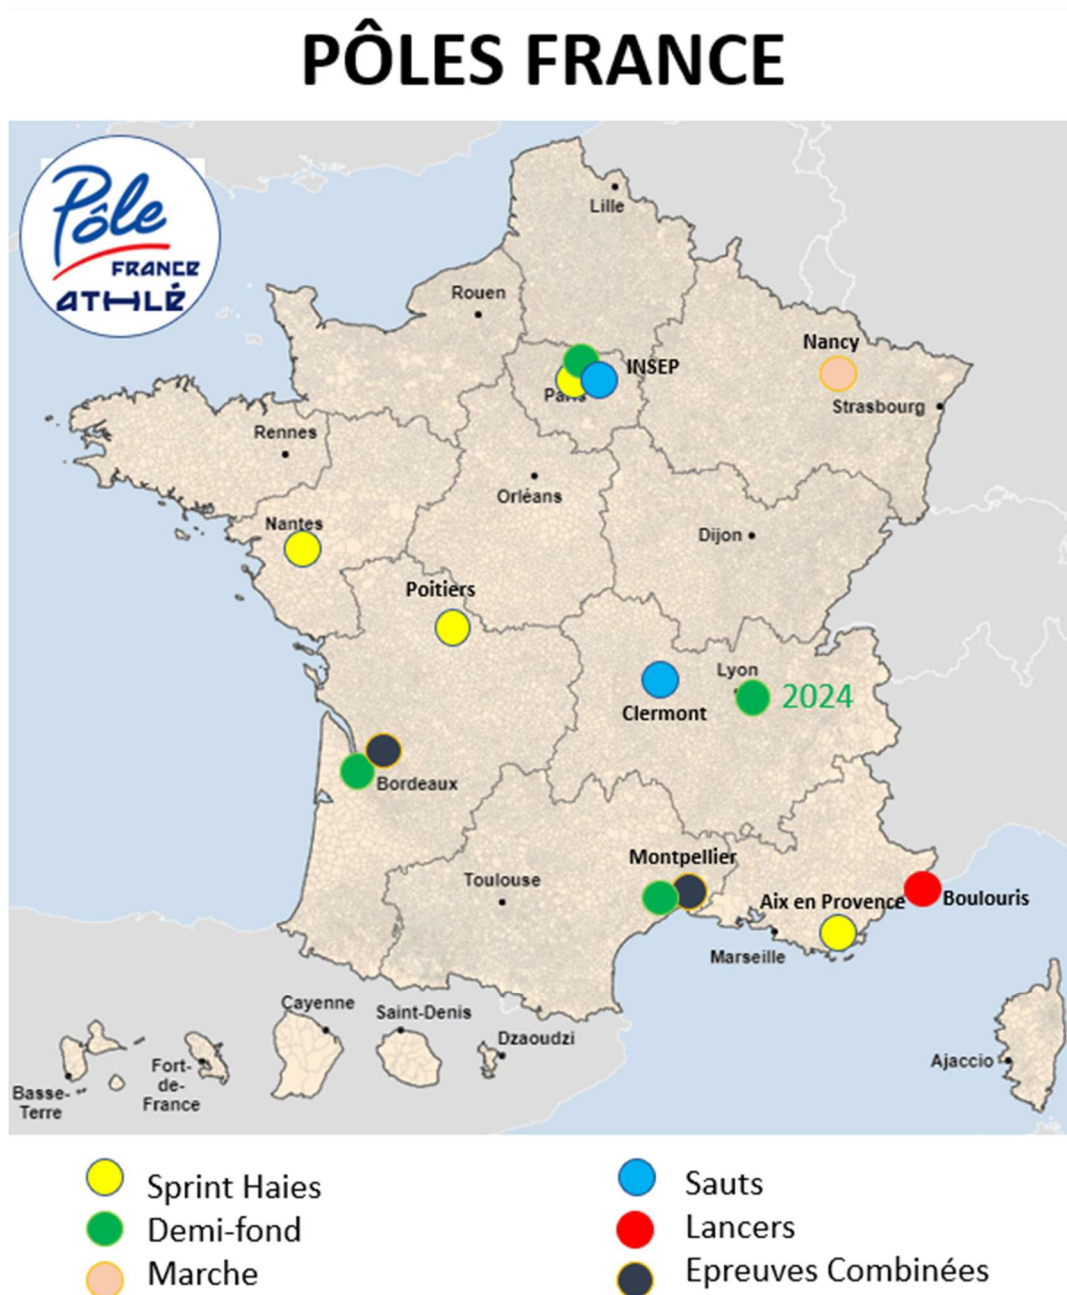 PÔLES FRANCE
Pôle
FRANCE
ATHLÉ
Lille
Rouen
Nancy
INSEP
Paris
Strasbourg
Rennes
Orléans
Nantes
Dijon
Poitiers
Lyon
2024
Clermont
Bordeaux
Montpellier
Toulouse
Aix en Provence
Boulouris
Marseille
Cayenne
Saint-Denis
Dzaoudzi
Ajaccio
Fort-
de-
France
Basse-
Terre
Sprint Haies
Sauts
Demi-fond
Lancers
Marche
Epreuves Combinées